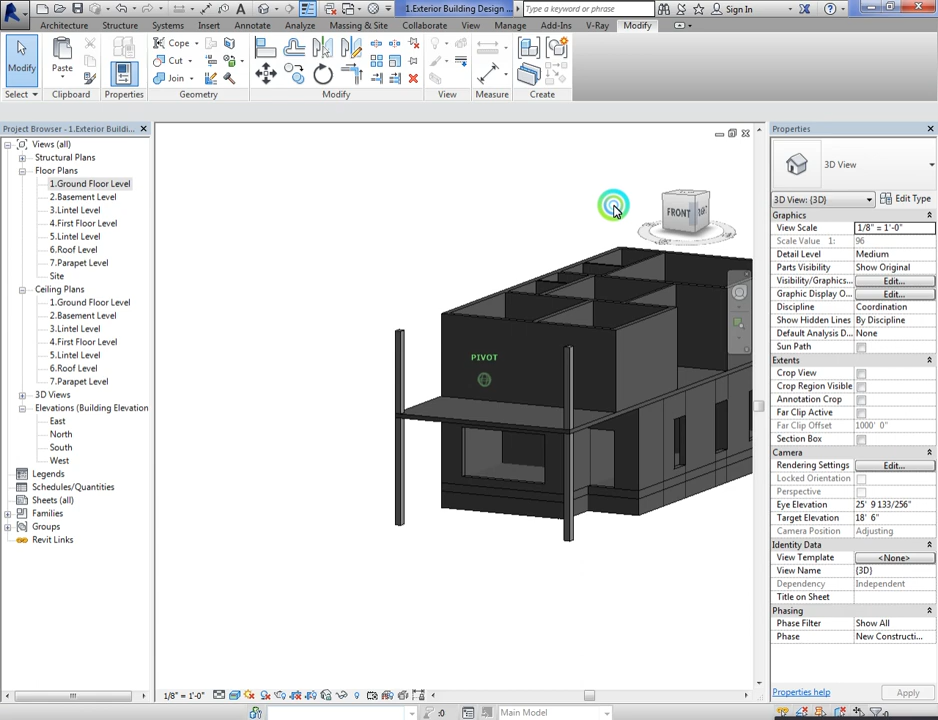 1.Exterior Building Design ...
Type a keyword or phrase
Sign In
Architecture
Structure
Systems
Insert
Annotate
Analyze
Massing & Site
Collaborate
View
Manage
Add-Ins
V-Ray
Modify
Modify
Paste
Cope
Cut
Join
Select
Clipboard
Properties
Geometry
Modify
View
Measure
Create
Project Browser - 1.Exterior Buildi...
Views (all)
Structural Plans
Floor Plans
1.Ground Floor Level
2.Basement Level
3.Lintel Level
4.First Floor Level
5.Lintel Level
6.Roof Level
7.Parapet Level
Site
Ceiling Plans
1.Ground Floor Level
2.Basement Level
3.Lintel Level
4.First Floor Level
5.Lintel Level
6.Roof Level
7.Parapet Level
3D Views
Elevations (Building Elevation
East
North
South
West
Legends
Schedules/Quantities
Sheets (all)
Families
Groups
Revit Links
FRONT
PIVOT
Properties
3D View
3D View: {3D}
Edit Type
Graphics
View Scale 1/8" = 1'-0"
Scale Value 1: 96
Detail Level Medium
Parts Visibility Show Original
Visibility/Graphics... Edit...
Graphic Display O... Edit...
Discipline Coordination
Show Hidden Lines By Discipline
Default Analysis D... None
Sun Path
Extents
Crop View
Crop Region Visible
Annotation Crop
Far Clip Active
Far Clip Offset 1000' 0"
Section Box
Camera
Rendering Settings Edit...
Locked Orientation
Perspective
Eye Elevation 25' 9 133/256"
Target Elevation 18' 6"
Camera Position Adjusting
Identity Data
View Template <None>
View Name {3D}
Dependency Independent
Title on Sheet
Phasing
Phase Filter Show All
Phase New Constructi...
Properties help
Apply
1/8" = 1'-0"
:0
Main Model